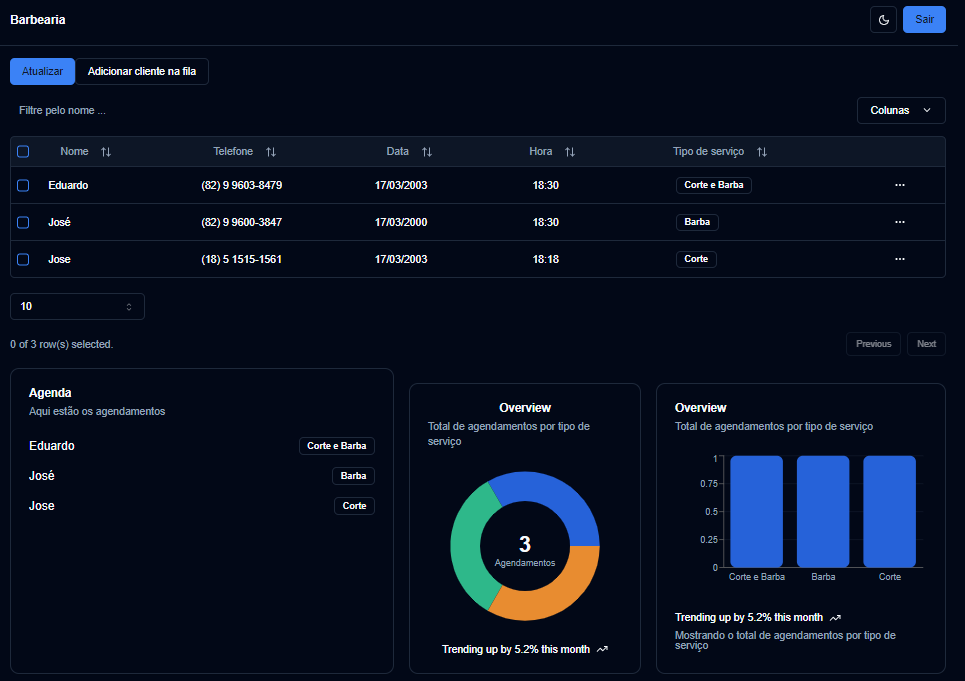 Barbearia
Sair
Atualizar
Adicionar cliente na fila
Filtre pelo nome ...
Colunas
Nome Telefone Data Hora Tipo de serviço
Eduardo (82) 9 9603-8479 17/03/2003 18:30 Corte e Barba ...
José (82) 9 9600-3847 17/03/2000 18:30 Barba ...
Jose (18) 5 1515-1561 17/03/2003 18:18 Corte ...
10
0 of 3 row(s) selected.
Previous
Next
Agenda
Aqui estão os agendamentos
Eduardo Corte e Barba
José Barba
Jose Corte
Overview
Total de agendamentos por tipo de
serviço
3
Agendamentos
Trending up by 5.2% this month
Overview
Total de agendamentos por tipo de serviço
1
0.75
0.5
0.25
0
Corte e Barba Barba Corte
Trending up by 5.2% this month
Mostrando o total de agendamentos por tipo de
serviço